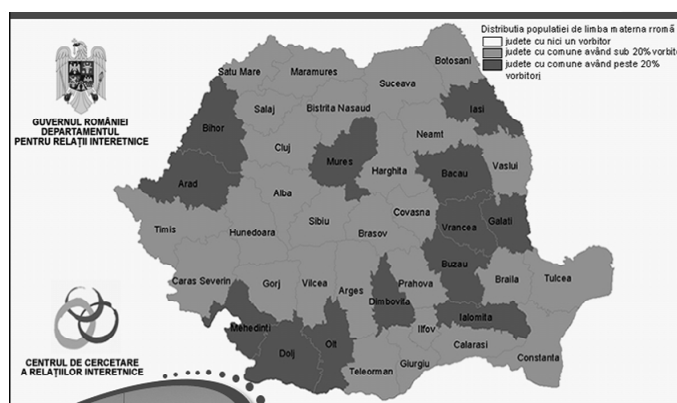 Distributia populatiei de limba materna rromă
judete cu nici un vorbitor
judete cu comune având sub 20% vorbito
judete cu comune având peste 20%
vorbitori
GUVERNUL ROMÂNIEI
DEPARTAMENTUL
PENTRU RELAŢII INTERETNICE
Botosani
Satu Mare
Maramures
Suceava
Salaj
Bistrita Nasaud
Iasi
Bihor
Neamt
Cluj
Mures
Harghita
Bacau
Vaslui
Arad
Alba
Timis
Hunedoara
Sibiu
Brasov
Covasna
Vrancea
Galati
Buzau
Caras Severin
Gorj
Vilcea
Arges
Prahova
Braila
Tulcea
Dimbovita
Mehedinti
Dolj
Olt
Ilfov
Ialomita
Calarasi
Teleorman
Giurgiu
Constanta
CENTRUL DE CERCETARE
A RELAŢIILOR INTERETNICE